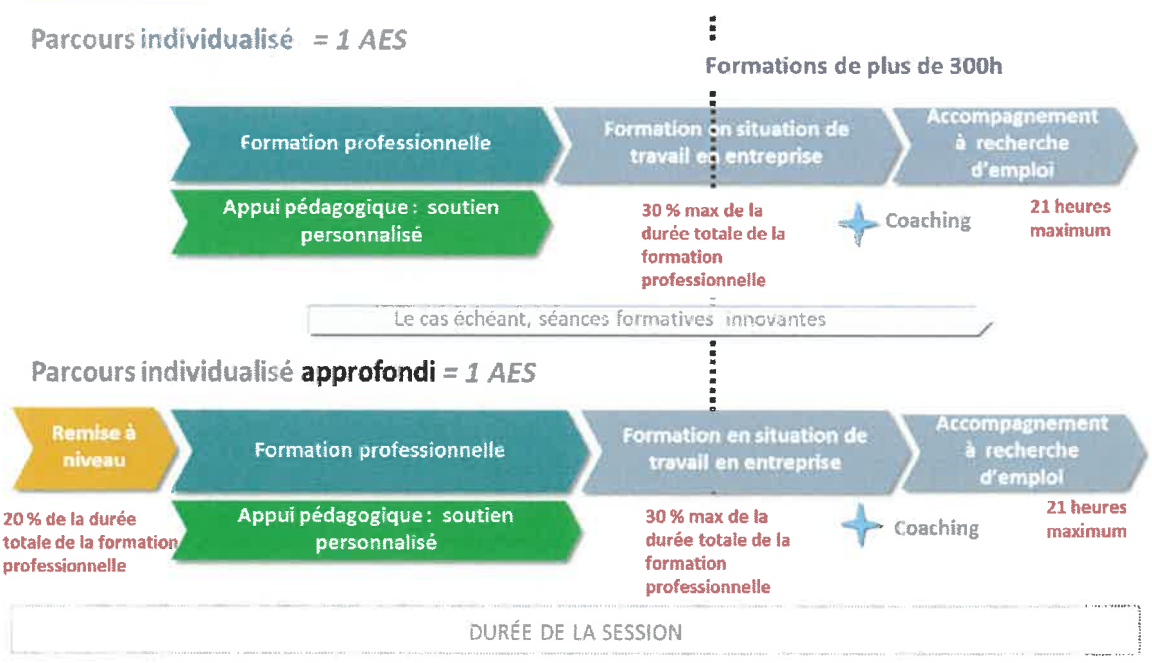 Parcours individualisé = 1 AES
Formations de plus de 300h
Formation professionnelle
Formation en situation de
travail en entreprise
Accompagnement
à recherche
d'emploi
Appui pédagogique : soutien
personnalisé
30 % max de la
durée totale de la
formation
professionnelle
Coaching
21 heures
maximum
Le cas échéant, séances formatives innovantes
Parcours individualisé approfondi = 1 AES
Remise à
niveau
Formation professionnelle
Formation en situation de
travail en entreprise
Accompagnement
à recherche
d'emploi
20 % de la durée
totale de la formation
professionnelle
Appui pédagogique : soutien
personnalisé
30 % max de la
durée totale de la
formation
professionnelle
Coaching
21 heures
maximum
DURÉE DE LA SESSION